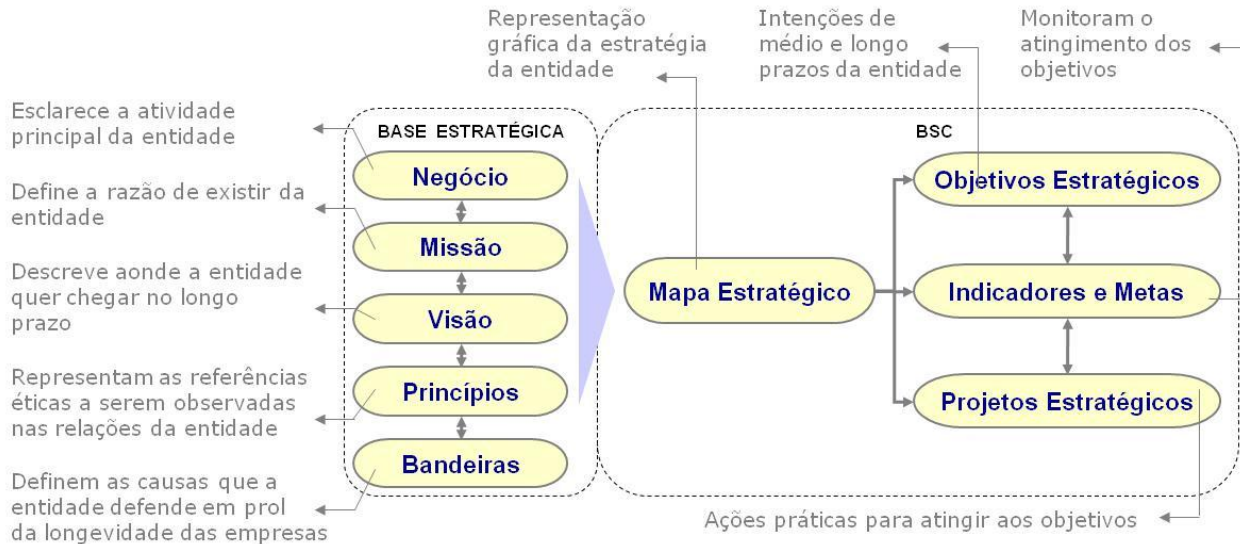 Representação
gráfica da estratégia
da entidade
Intenções de
médio e longo
prazos da entidade
Monitoram o
atingimento dos
objetivos
Esclarece a atividade
principal da entidade
Define a razão de existir da
entidade
Descreve aonde a entidade
quer chegar no longo
prazo
Representam as referências
éticas a serem observadas
nas relações da entidade
Definem as causas que a
entidade defende em prol
da longevidade das empresas
BASE ESTRATÉGICA
Negócio
Missão
Visão
Princípios
Bandeiras
BSC
Mapa Estratégico
Objetivos Estratégicos
Indicadores e Metas
Projetos Estratégicos
Ações práticas para atingir aos objetivos